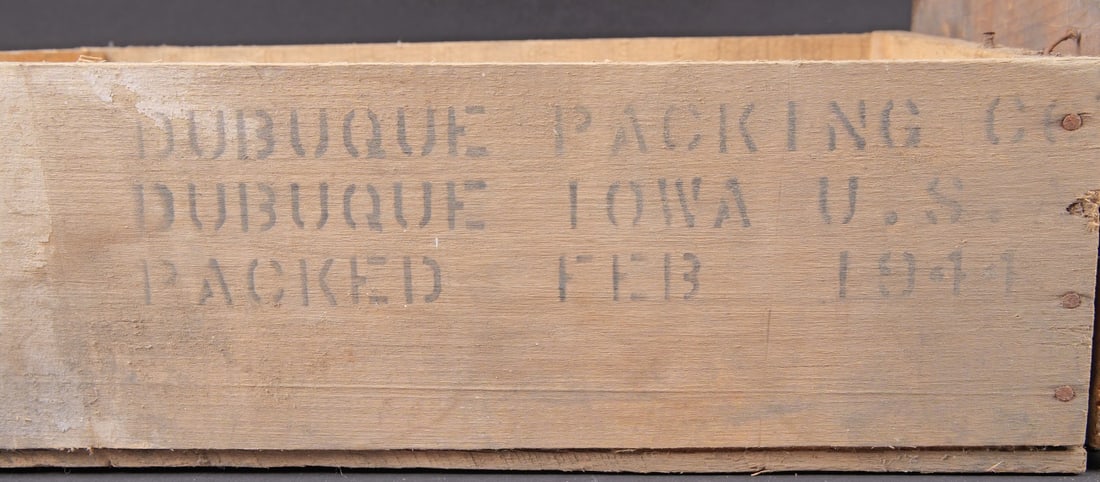 DUBUQUE PACKING CO
DUBUQUE IOWA U.S.
PACKED FEB 1944